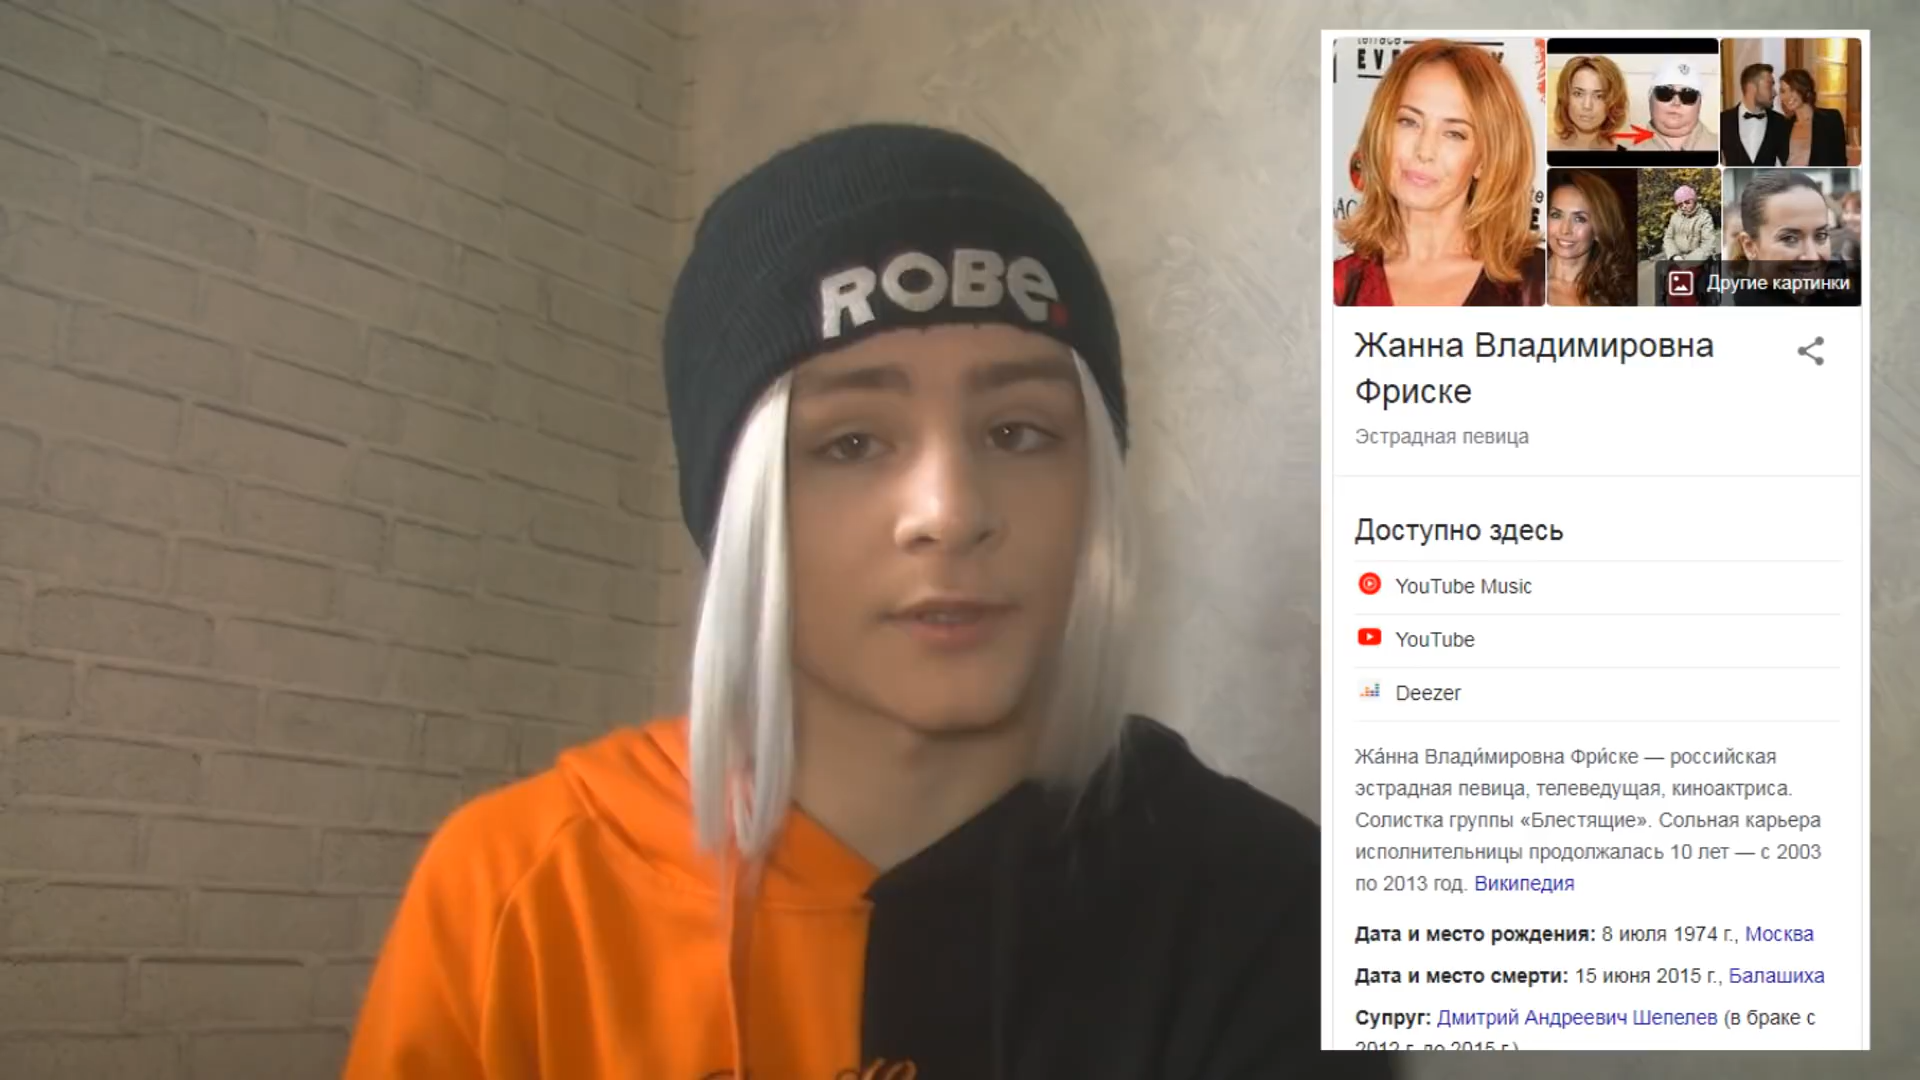 ROBe.
Другие картинки
Жанна Владимировна
Фриске
Эстрадная певица
Доступно здесь
YouTube Music
YouTube
Deezer
Жа́нна Влади́мировна Фри́ске — российская
эстрадная певица, телеведущая, киноактриса.
Солистка группы «Блестящие». Сольная карьера
исполнительницы продолжалась 10 лет — с 2003
по 2013 год. Википедия
Дата и место рождения: 8 июля 1974 г., Москва
Дата и место смерти: 15 июня 2015 г., Балашиха
Супруг: Дмитрий Андреевич Шепелев (в браке с
2012 г. по 2015 г.)